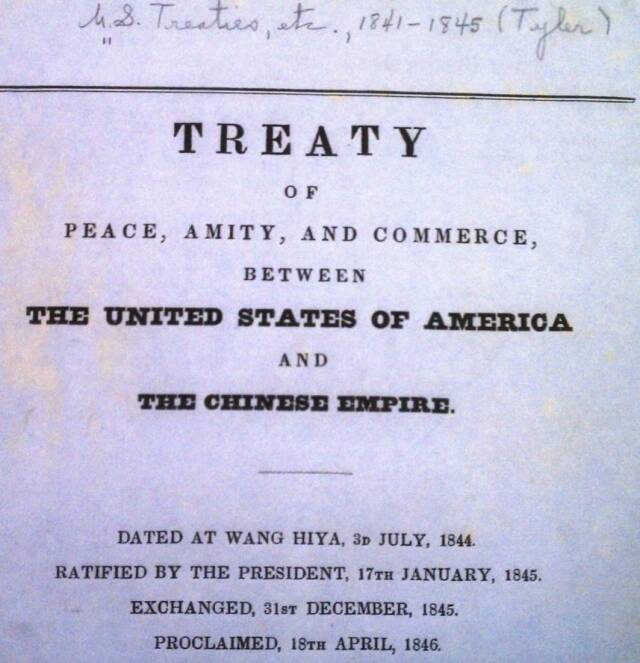 U.S. Treaties, etc., 1841-1845 (Tyler)
"
TREATY
OF
PEACE, AMITY, AND COMMERCE,
BETWEEN
THE UNITED STATES OF AMERICA
AND
THE CHINESE EMPIRE.
DATED AT WANG HIYA, 3D JULY, 1844.
RATIFIED BY THE PRESIDENT, 17TH JANUARY, 1845.
EXCHANGED, 31ST DECEMBER, 1845.
PROCLAIMED, 18TH APRIL, 1846.